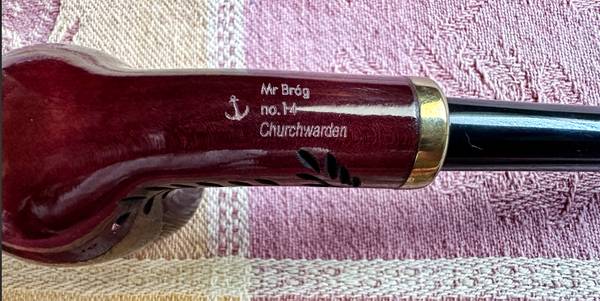 Mr Bróg
no. 14
Churchwarden